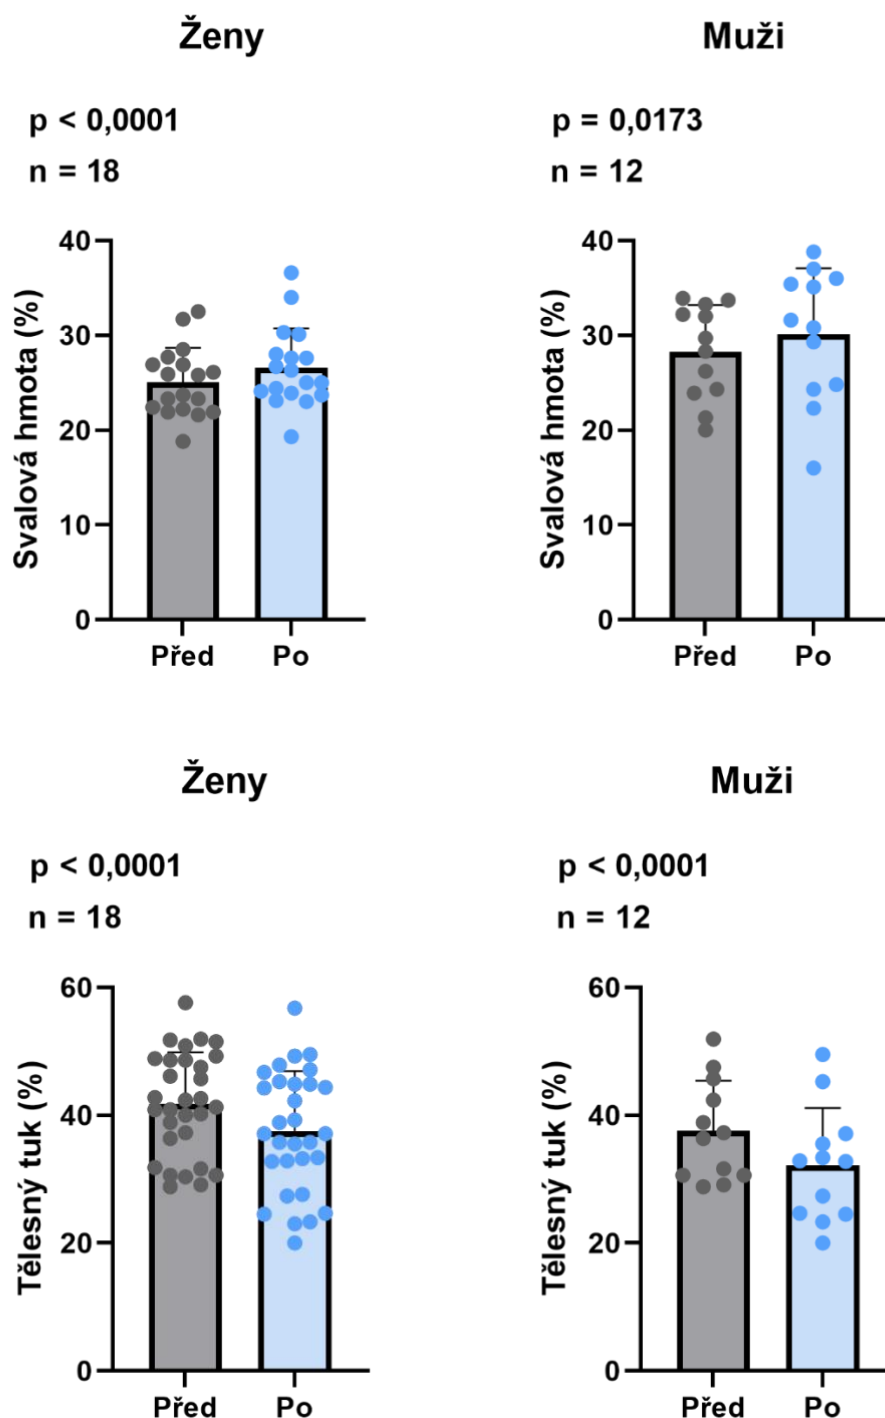 Ženy
p < 0,0001
n = 18
Svalová hmota (%)
40
30
20
10
0
Před
Po
Muži
p = 0,0173
n = 12
Svalová hmota (%)
40
30
20
10
0
Před
Po
Ženy
p < 0,0001
n = 18
Tělesný tuk (%)
60
40
20
0
Před
Po
Muži
p < 0,0001
n = 12
Tělesný tuk (%)
60
40
20
0
Před
Po